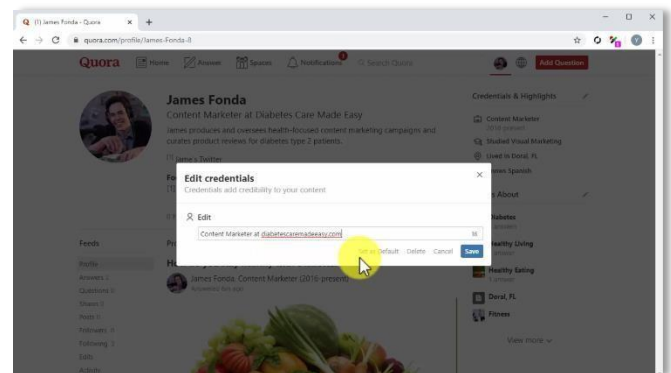 (1) James Fonda - Quora
quora.com/profile/James-Fonda-8
Quora Home Answer Spaces Notifications Search Quora Add Question
James Fonda
Content Marketer at Diabetes Care Made Easy
James produces and oversees health-focused content marketing campaigns and
curates product reviews for diabetes type 2 patients.
James's Twitter
Credentials & Highlights
Content Marketer
2016-present
Studied Visual Marketing
Lived in Doral, FL
Knows Spanish
Edit credentials
Credentials add credibility to your content
Edit
Content Marketer at diabetescaremadeeasy.com
Set as Default Delete Cancel Save
About
Diabetes
Healthy Living
Healthy Eating
1 answer
Doral, FL
Fitness
View more
Feeds
Profile
Answers
Questions
Shares
Posts
Followers
Following
Edits
Activity
James Fonda, Content Marketer (2016-present)